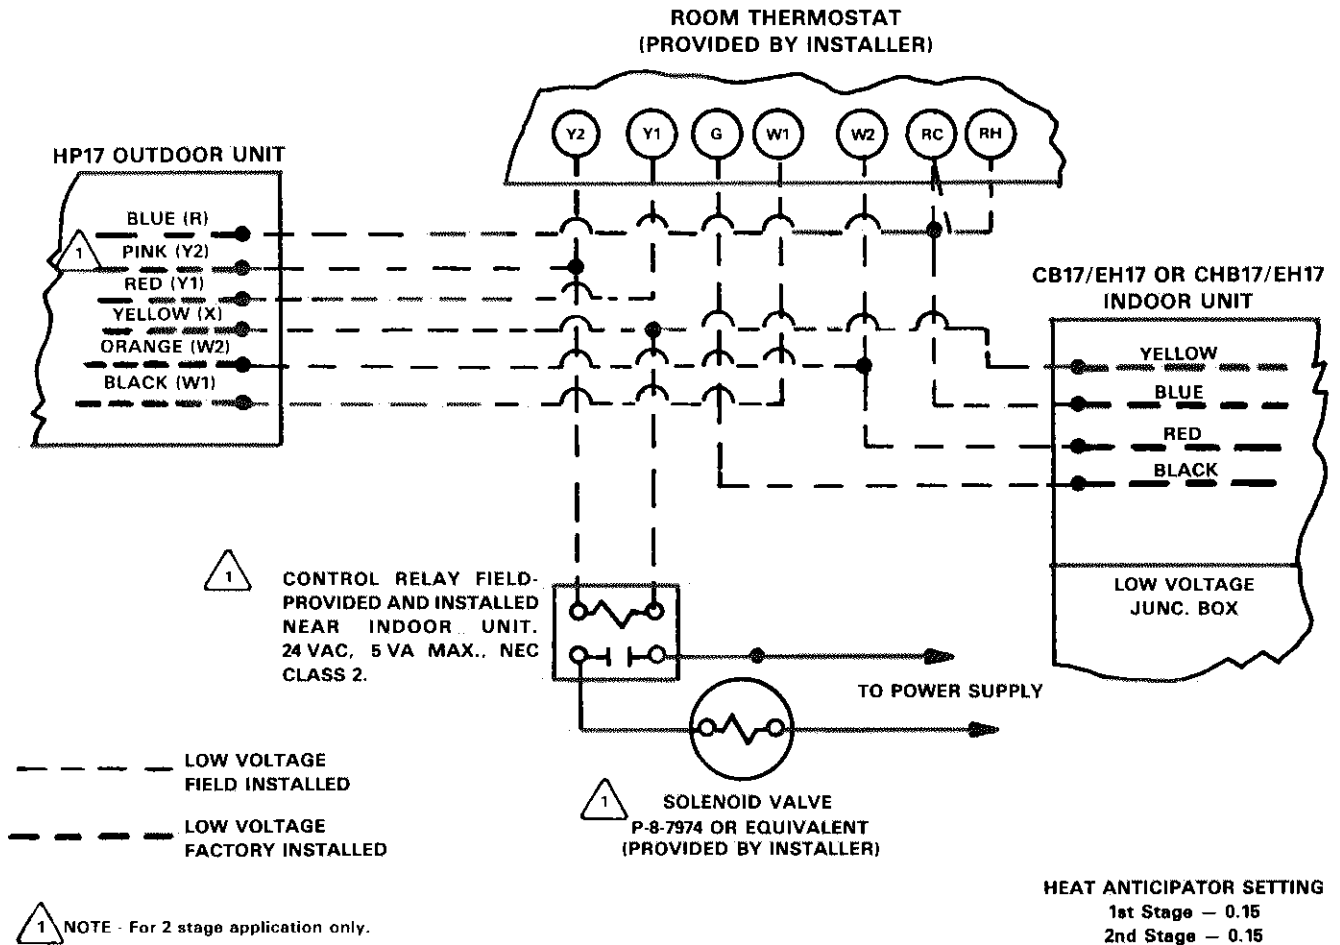 ROOM THERMOSTAT
(PROVIDED BY INSTALLER)
Y2 Y1 G W1 W2 RC RH
HP17 OUTDOOR UNIT
BLUE (R)
1
PINK (Y2)
RED (Y1)
YELLOW (X)
ORANGE (W2)
BLACK (W1)
CB17/EH17 OR CHB17/EH17
INDOOR UNIT
YELLOW
BLUE
RED
BLACK
LOW VOLTAGE
JUNC. BOX
1
CONTROL RELAY FIELD-
PROVIDED AND INSTALLED
NEAR INDOOR UNIT.
24 VAC, 5 VA MAX., NEC
CLASS 2.
TO POWER SUPPLY
1
SOLENOID VALVE
P-8-7974 OR EQUIVALENT
(PROVIDED BY INSTALLER)
LOW VOLTAGE
FIELD INSTALLED
LOW VOLTAGE
FACTORY INSTALLED
1 NOTE - For 2 stage application only.
HEAT ANTICIPATOR SETTING
1st Stage — 0.15
2nd Stage — 0.15